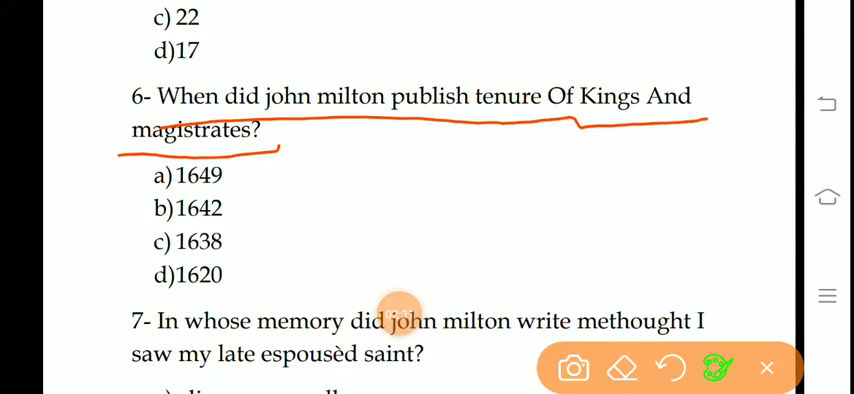 c) 22
d)17
6- When did john milton publish tenure Of Kings And
magistrates?
a)1649
b)1642
c) 1638
d)1620
7- In whose memory did john milton write methought I
saw my late espousèd saint?